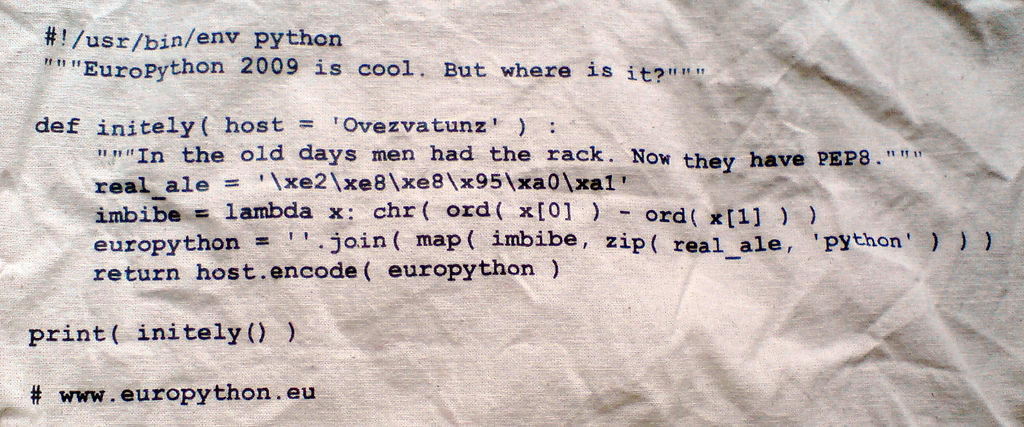 #!/usr/bin/env python
"""EuroPython 2009 is cool. But where is it?"""
def initely( host = 'Ovezvatunz' ) :
"""In the old days men had the rack. Now they have PEP8."""
real_ale = '\xe2\xe8\xe8\x95\xa0\xa1'
imbibe = lambda x: chr( ord( x[0] ) - ord( x[1] ) )
europython = ''.join( map( imbibe, zip( real_ale, 'python' ) ) )
return host.encode( europython )
print( initely() )
# www.europython.eu